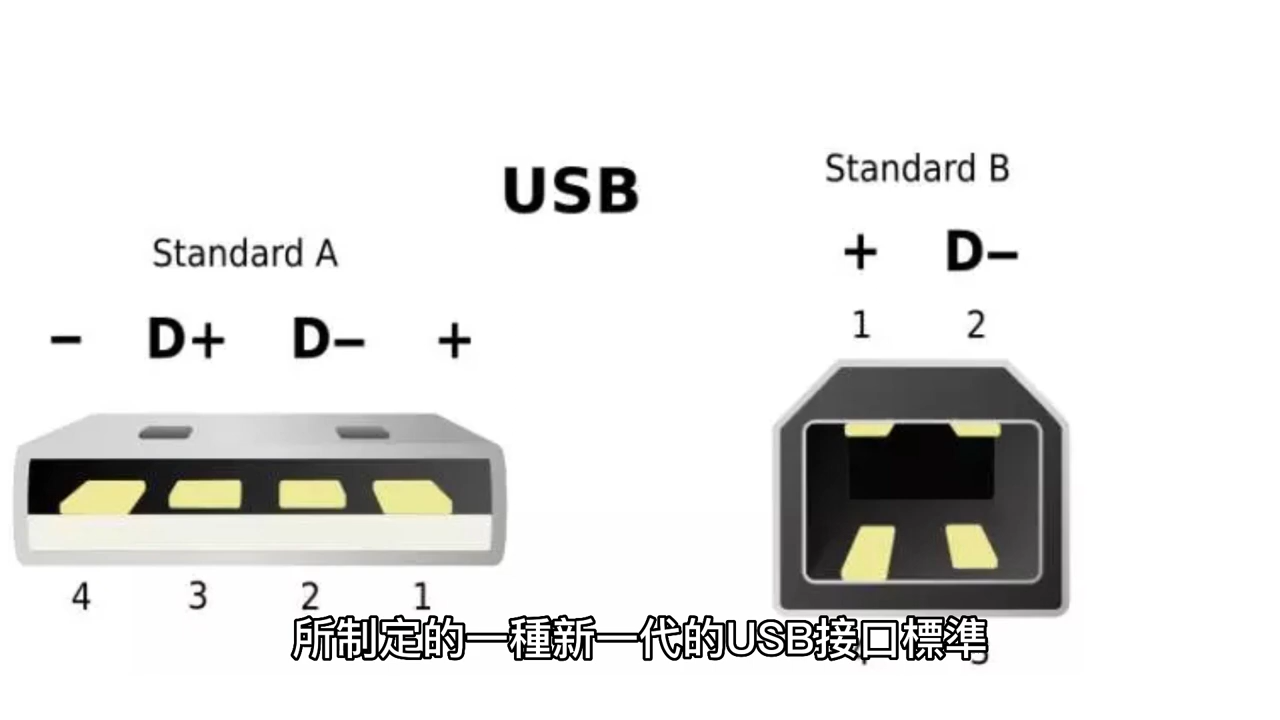 USB
Standard A
− D+ D− +
4 3 2 1
Standard B
+ D−
1 2
所制定的一種新一代的USB接口標準